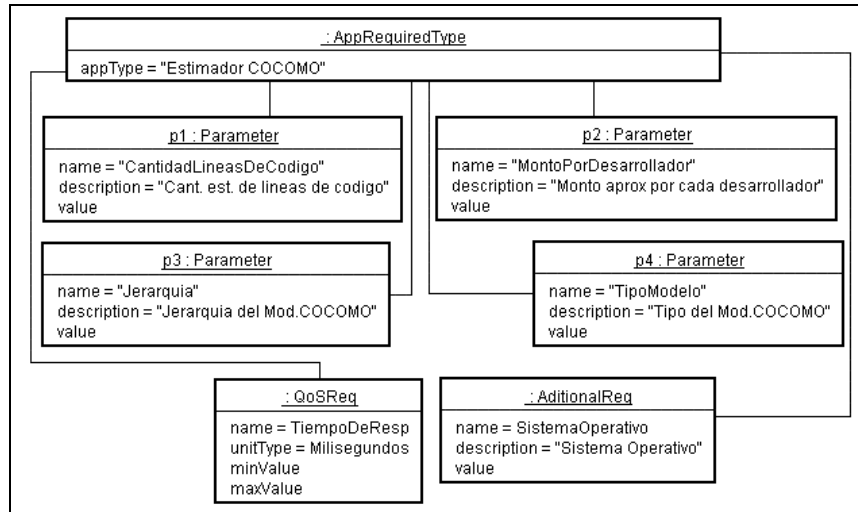 : AppRequiredType
appType = "Estimador COCOMO"
p1 : Parameter
name = "CantidadLineasDeCodigo"
description = "Cant. est. de lineas de codigo"
value
p2 : Parameter
name = "MontoPorDesarrollador"
description = "Monto aprox por cada desarrollador"
value
p3 : Parameter
name = "Jerarquia"
description = "Jerarquia del Mod.COCOMO"
value
p4 : Parameter
name = "TipoModelo"
description = "Tipo del Mod.COCOMO"
value
: QoSReq
name = TiempoDeResp
unitType = Milisegundos
minValue
maxValue
: AditionalReq
name = SistemaOperativo
description = "Sistema Operativo"
value